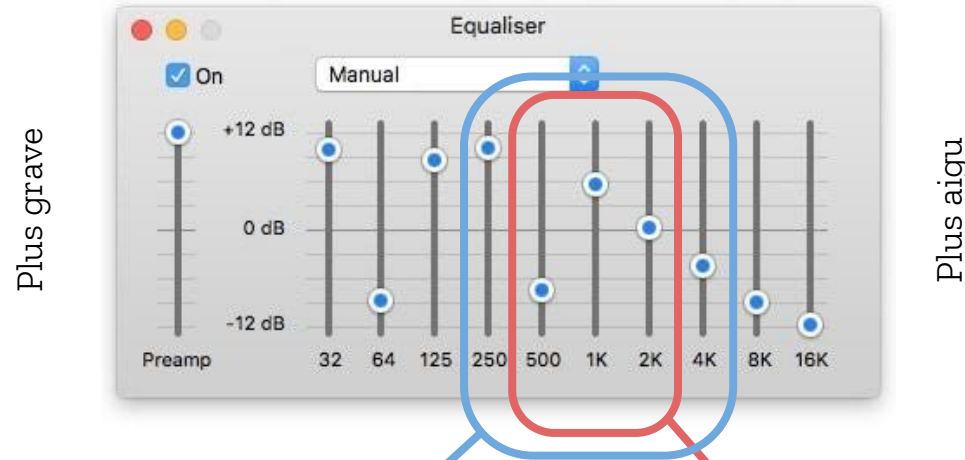 Equaliser
On
Manual
+12 dB
0 dB
-12 dB
Preamp 32 64 125 250 500 1K 2K 4K 8K 16K
Plus grave
Plus aiqu